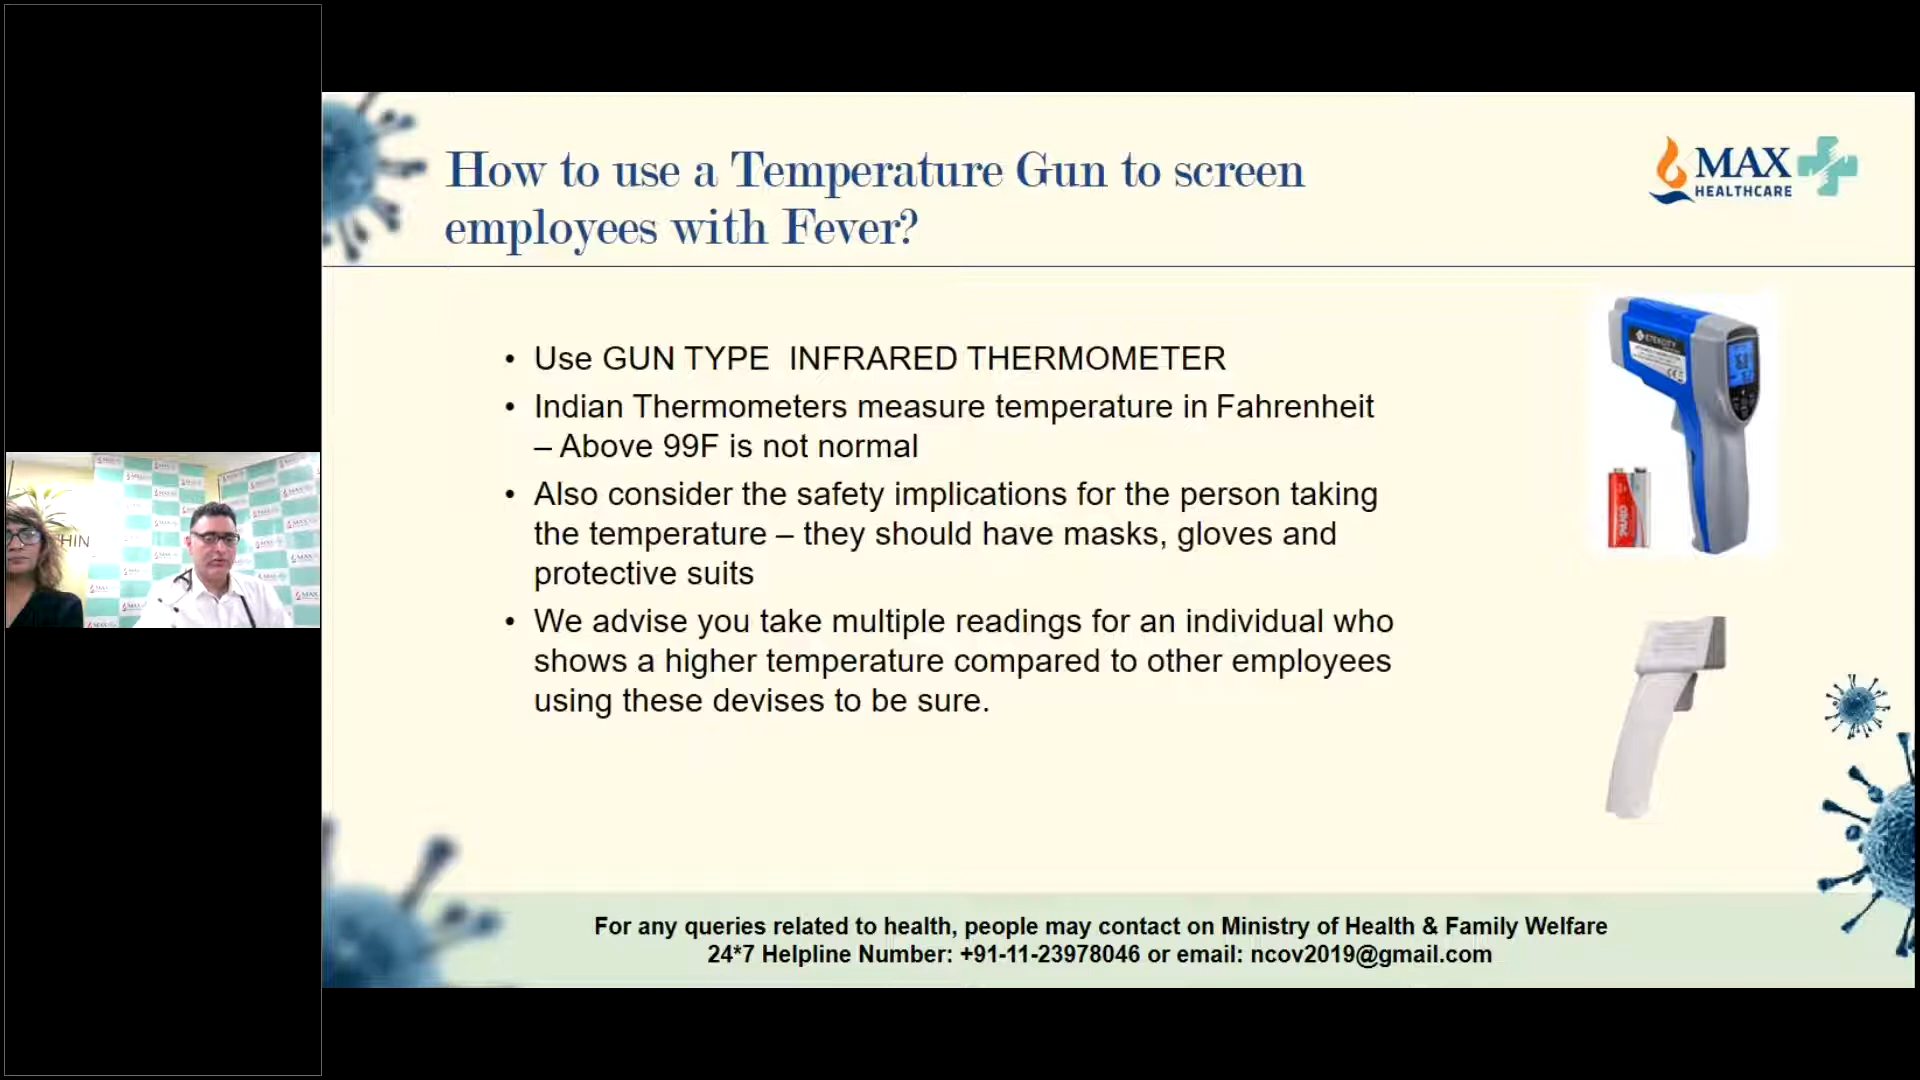 How to use a Temperature Gun to screen
employees with Fever?
MAX
HEALTHCARE
• Use GUN TYPE  INFRARED THERMOMETER
• Indian Thermometers measure temperature in Fahrenheit
– Above 99F is not normal
• Also consider the safety implications for the person taking
the temperature – they should have masks, gloves and
protective suits
• We advise you take multiple readings for an individual who
shows a higher temperature compared to other employees
using these devises to be sure.
HIN
For any queries related to health, people may contact on Ministry of Health & Family Welfare
24*7 Helpline Number: +91-11-23978046 or email: ncov2019@gmail.com